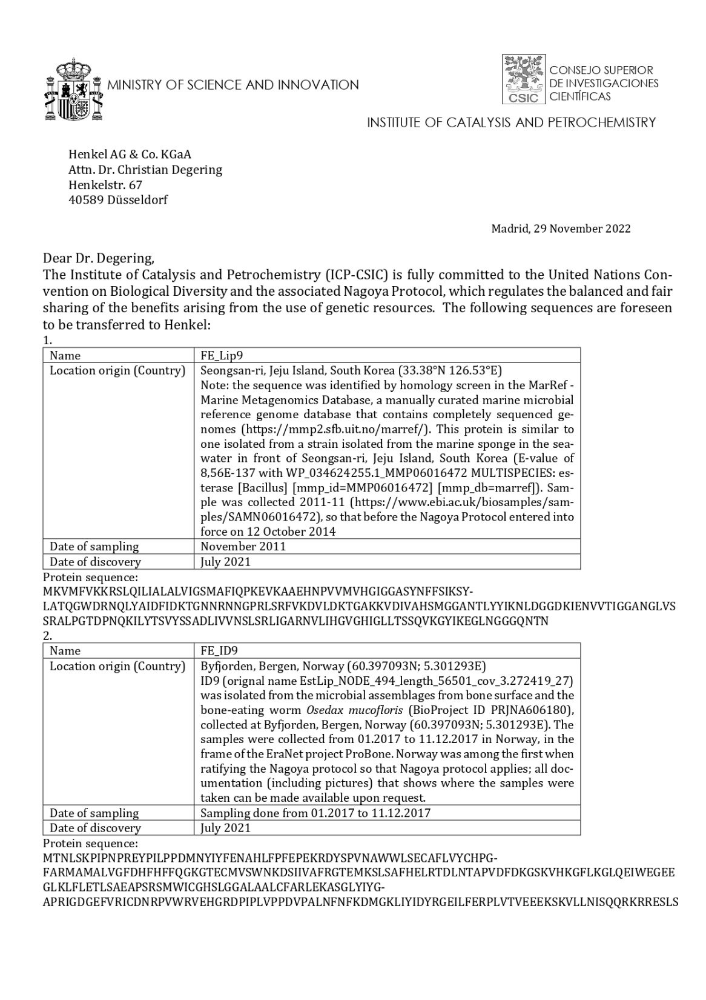 MINISTRY OF SCIENCE AND INNOVATION
CSIC
CONSEJO SUPERIOR
DE INVESTIGACIONES
CIENTÍFICAS
INSTITUTE OF CATALYSIS AND PETROCHEMISTRY
Henkel AG & Co. KGaA
Attn. Dr. Christian Degering
Henkelstr. 67
40589 Düsseldorf
Madrid, 29 November 2022
Dear Dr. Degering,
The Institute of Catalysis and Petrochemistry (ICP-CSIC) is fully committed to the United Nations Con-
vention on Biological Diversity and the associated Nagoya Protocol, which regulates the balanced and fair
sharing of the benefits arising from the use of genetic resources. The following sequences are foreseen
to be transferred to Henkel:
1.
Name FE_Lip9
Location origin (Country) Seongsan-ri, Jeju Island, South Korea (33.38°N 126.53°E)
Note: the sequence was identified by homology screen in the MarRef -
Marine Metagenomics Database, a manually curated marine microbial
reference genome database that contains completely sequenced ge-
nomes (https://mmp2.sfb.uit.no/marref/). This protein is similar to
one isolated from a strain isolated from the marine sponge in the sea-
water in front of Seongsan-ri, Jeju Island, South Korea (E-value of
8,56E-137 with WP_034624255.1_MMP06016472 MULTISPECIES: es-
terase [Bacillus] [mmp_id=MMP06016472] [mmp_db=marref]). Sam-
ple was collected 2011-11 (https://www.ebi.ac.uk/biosamples/sam-
ples/SAMN06016472), so that before the Nagoya Protocol entered into
force on 12 October 2014
Date of sampling November 2011
Date of discovery July 2021
Protein sequence:
MKVMFVKKRSLQILIALALVIGSMAFIQPKEVKAAEHNPVVMVHGIGGASYNFFSIKSY-
LATQGWDRNQLYAIDFIDKTGNNRNNGPRLSRFVKDVLDKTGAKKVDIVAHSMGGANTLYYIKNLDGGDKIENVVTIGGANGLVS
SRALPGTDPNQKILYTSVYSSADLIVVNSLSRLIGARNVLIHGVGHIGLLTSSQVKGYIKEGLNGGGQNTN
2.
Name FE_ID9
Location origin (Country) Byfjorden, Bergen, Norway (60.397093N; 5.301293E)
ID9 (orignal name EstLip_NODE_494_length_56501_cov_3.272419_27)
was isolated from the microbial assemblages from bone surface and the
bone-eating worm Osedax mucofloris (BioProject ID PRJNA606180),
collected at Byfjorden, Bergen, Norway (60.397093N; 5.301293E). The
samples were collected from 01.2017 to 11.12.2017 in Norway, in the
frame of the EraNet project ProBone. Norway was among the first when
ratifying the Nagoya protocol so that Nagoya protocol applies; all doc-
umentation (including pictures) that shows where the samples were
taken can be made available upon request.
Date of sampling Sampling done from 01.2017 to 11.12.2017
Date of discovery July 2021
Protein sequence:
MTNLSKPIPNPREYPILPPDMNYIYFENAHLFPFEPEKRDYSPVNAWWLSECAFLVYCHPG-
FARMAMALVGFDHFHFFQGKGTECMVSWNKDSIIVAFRGTEMKSLSAFHELRTDLNTAPVDFDKGSKVHKGFLKGLQEIWEGEE
GLKLFLETLSAEAPSRSMWICGHSLGGALAALCFARLEKASGLYIYG-
APRIGDGEFVRICDNRPVWRVEHGRDPIPLVPPDVPALNFNFKDMGKLIYIDYRGEILFERPLVTVEEEKSKVLLNISQQRKRRESLS